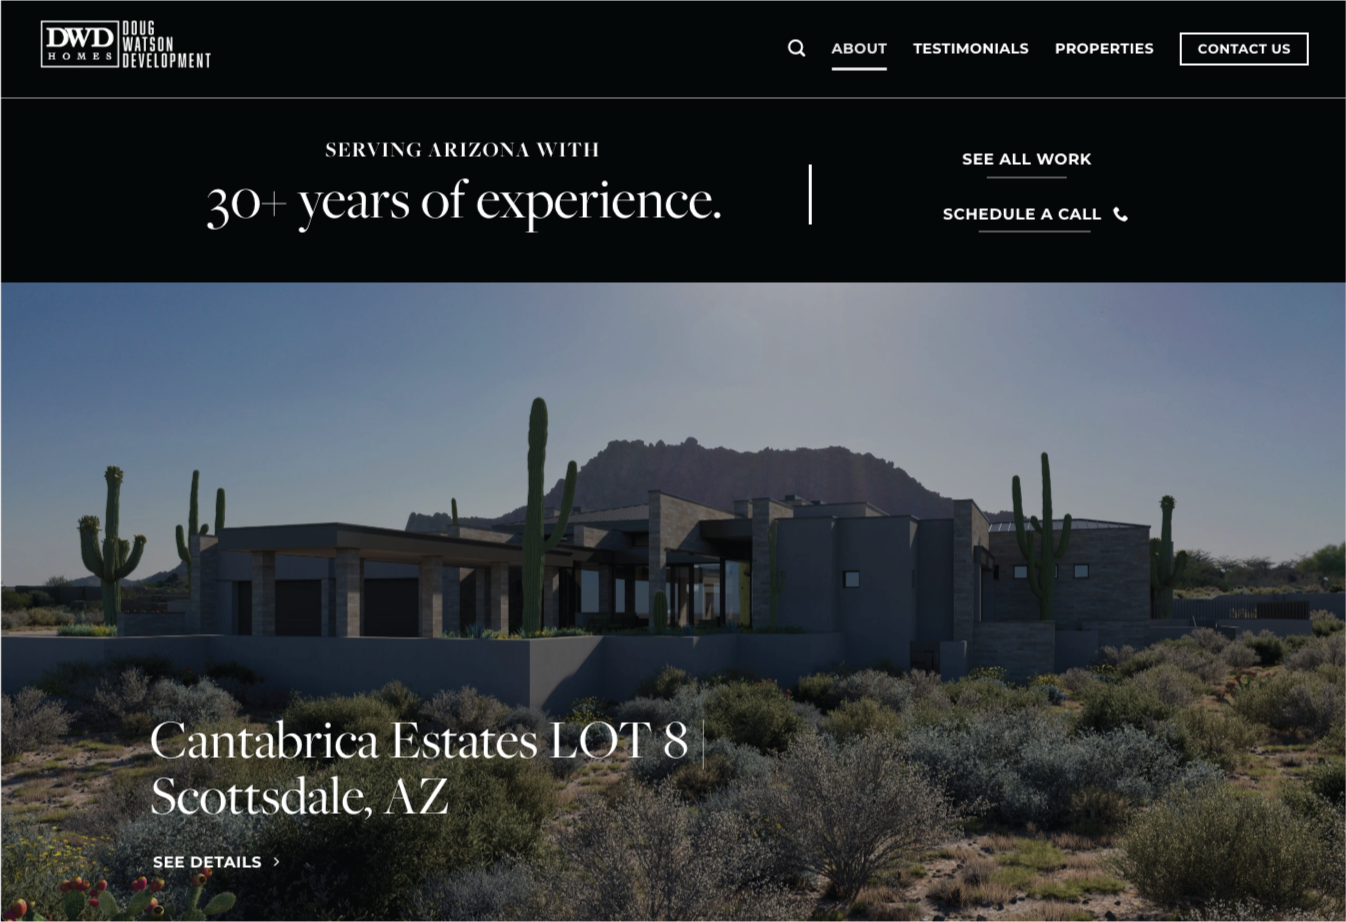 DWD
HOMES
DOUG
WATSON
DEVELOPMENT
ABOUT
TESTIMONIALS
PROPERTIES
CONTACT US
SERVING ARIZONA WITH
30+ years of experience.
SEE ALL WORK
SCHEDULE A CALL
Cantabrica Estates LOT 8 |
Scottsdale, AZ
SEE DETAILS >